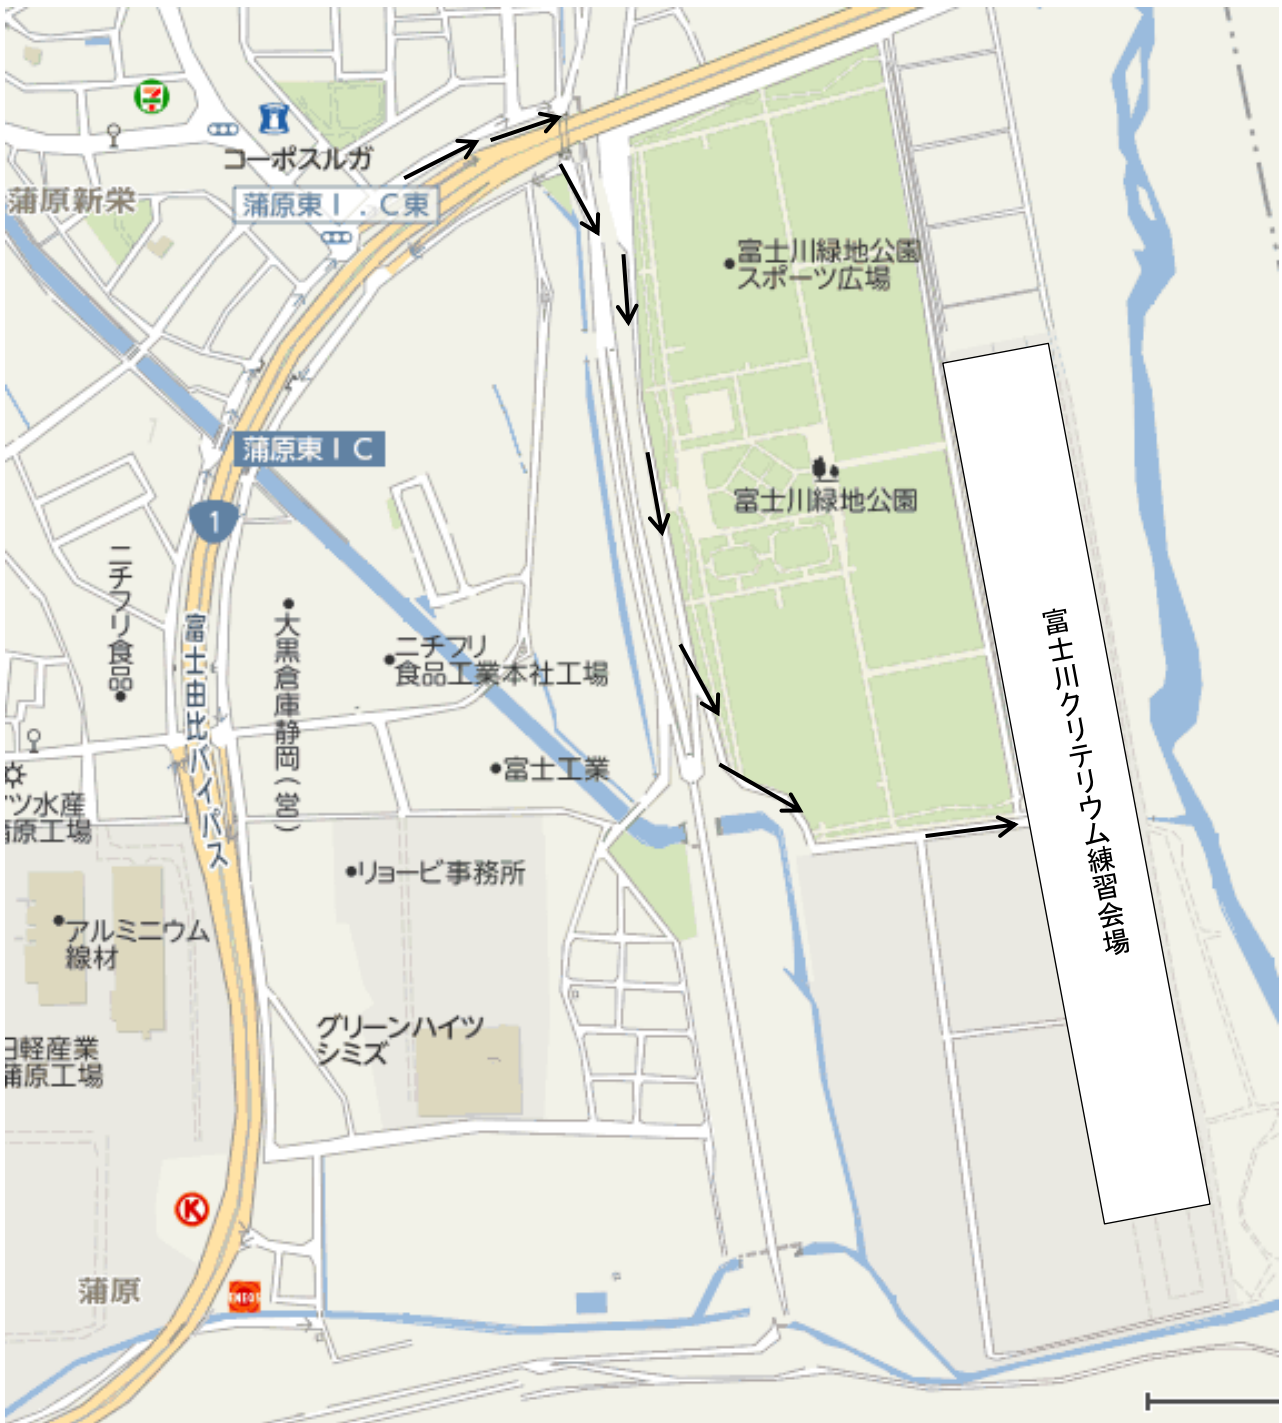 コーポスルガ
蒲原新栄
蒲原東I.C東
富士川緑地公園
スポーツ広場
蒲原東IC
富士川緑地公園
1
ニチフリ食品
富士由比バイパス
大黒倉庫静岡(営)
ニチフリ
食品工業本社工場
富士川クリテリウム練習会場
富士工業
ツ水産
蒲原工場
リョービ事務所
アルミニウム
線材
グリーンハイツ
シミズ
日軽産業
蒲原工場
K
蒲原
ENEOS